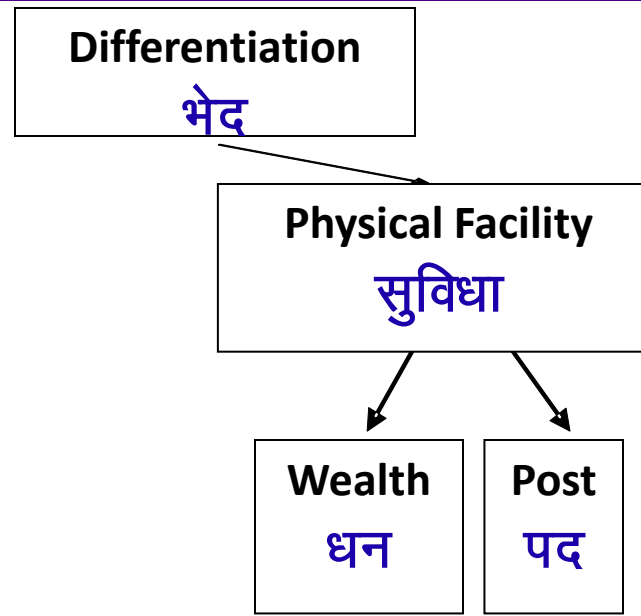 Differentiation
भेद
Physical Facility
सुविधा
Wealth
धन
Post
पद